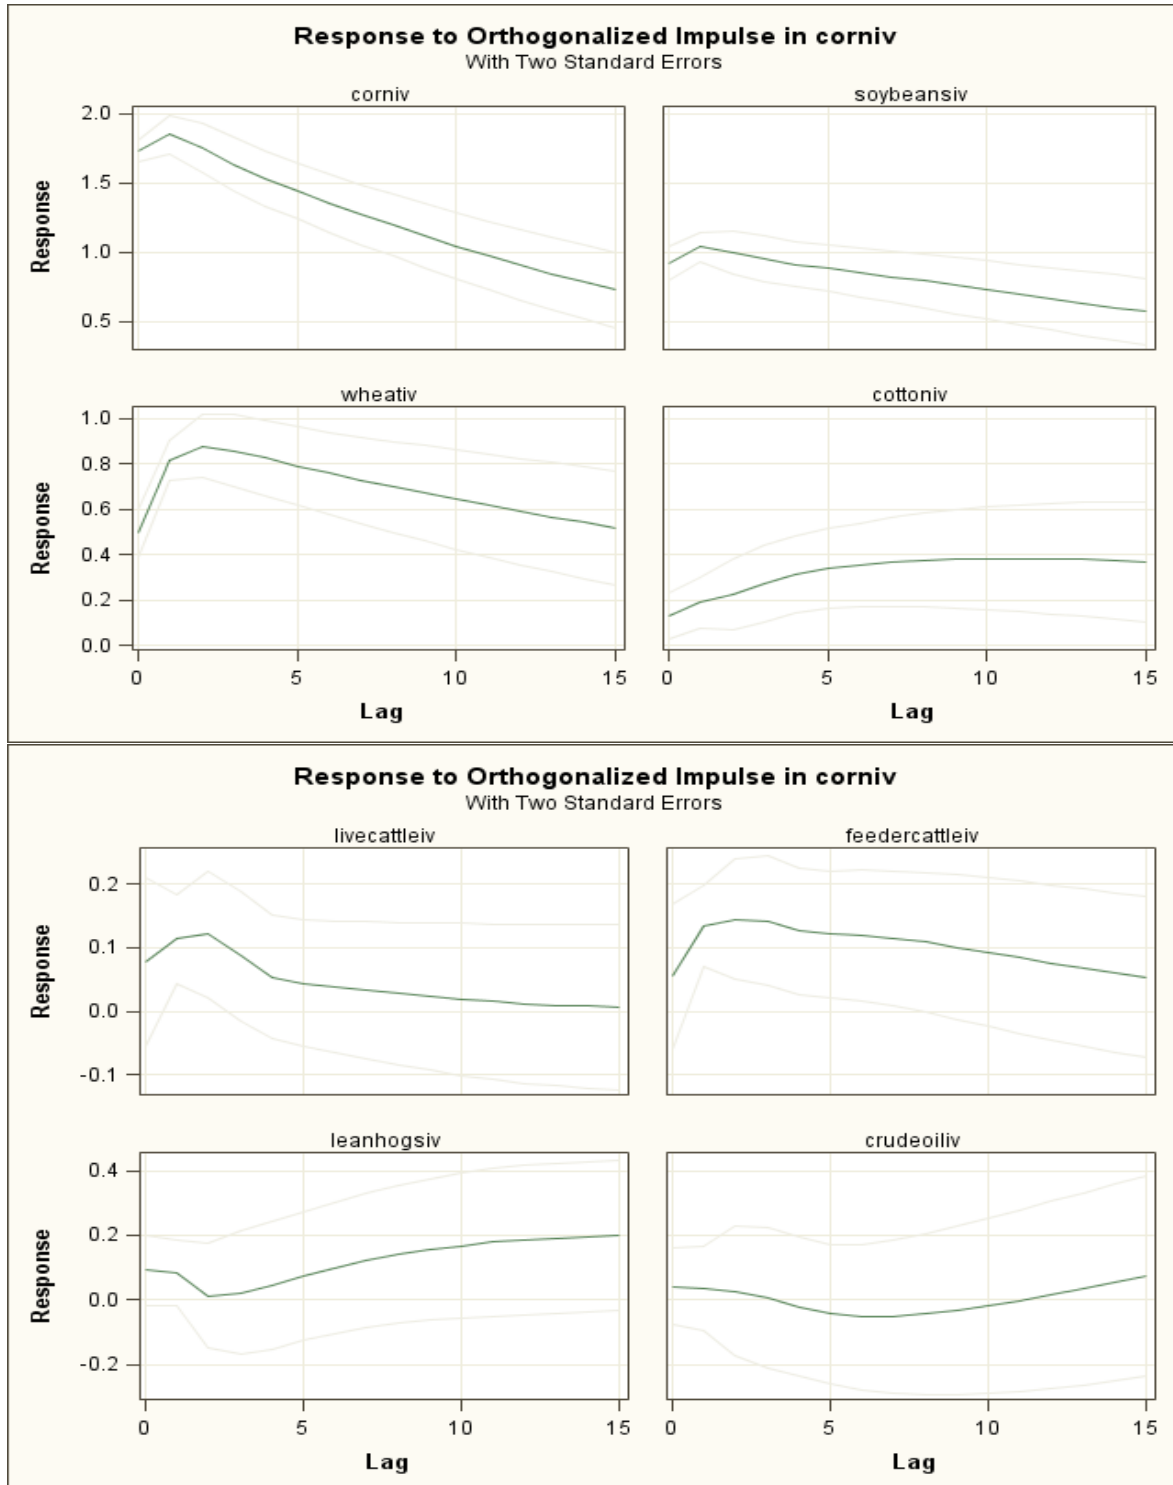 Response to Orthogonalized Impulse in corniv
With Two Standard Errors
corniv soybeansiv
2.0
1.5
1.0
0.5
Response
wheativ cottoniv
1.0
0.8
0.6
0.4
0.2
0.0
Response
0 5 10 15 0 5 10 15
Lag Lag
Response to Orthogonalized Impulse in corniv
With Two Standard Errors
livecattleiv feedercattleiv
0.2
0.1
0.0
-0.1
Response
leanhogsiv crudeoiliv
0.4
0.2
0.0
-0.2
Response
0 5 10 15 0 5 10 15
Lag Lag